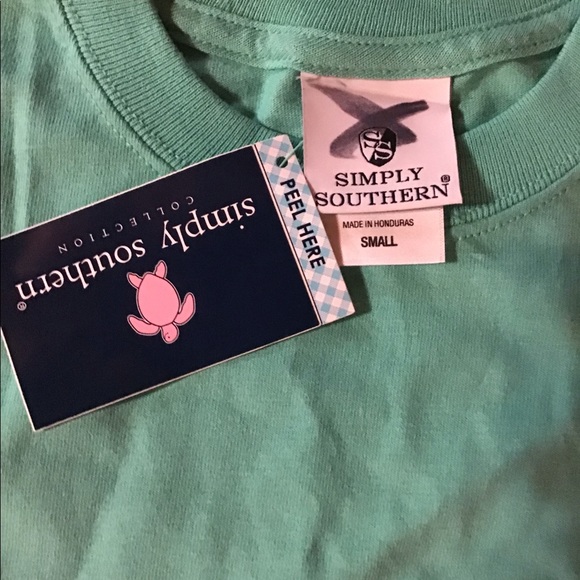 SS
SIMPLY
SOUTHERN®
MADE IN HONDURAS
SMALL
PEEL HERE
simply southern®
COLLECTION